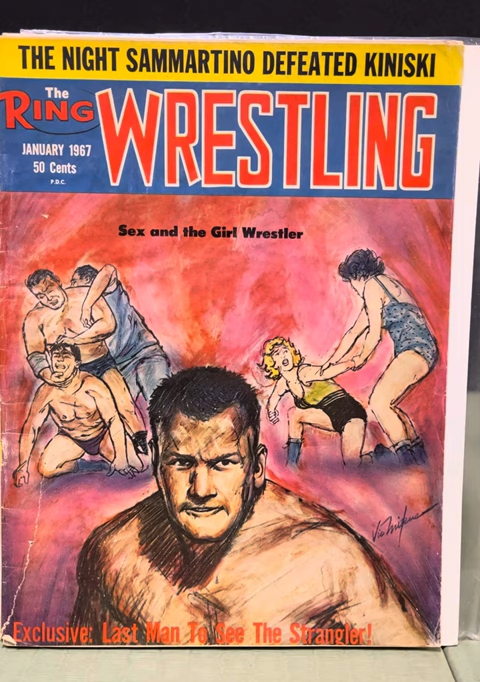 THE NIGHT SAMMARTINO DEFEATED KINISKI
The
RING
WRESTLING
JANUARY 1967
50 Cents
P.D.C.
Sex and the Girl Wrestler
Exclusive: Last Man To See The Strangler!